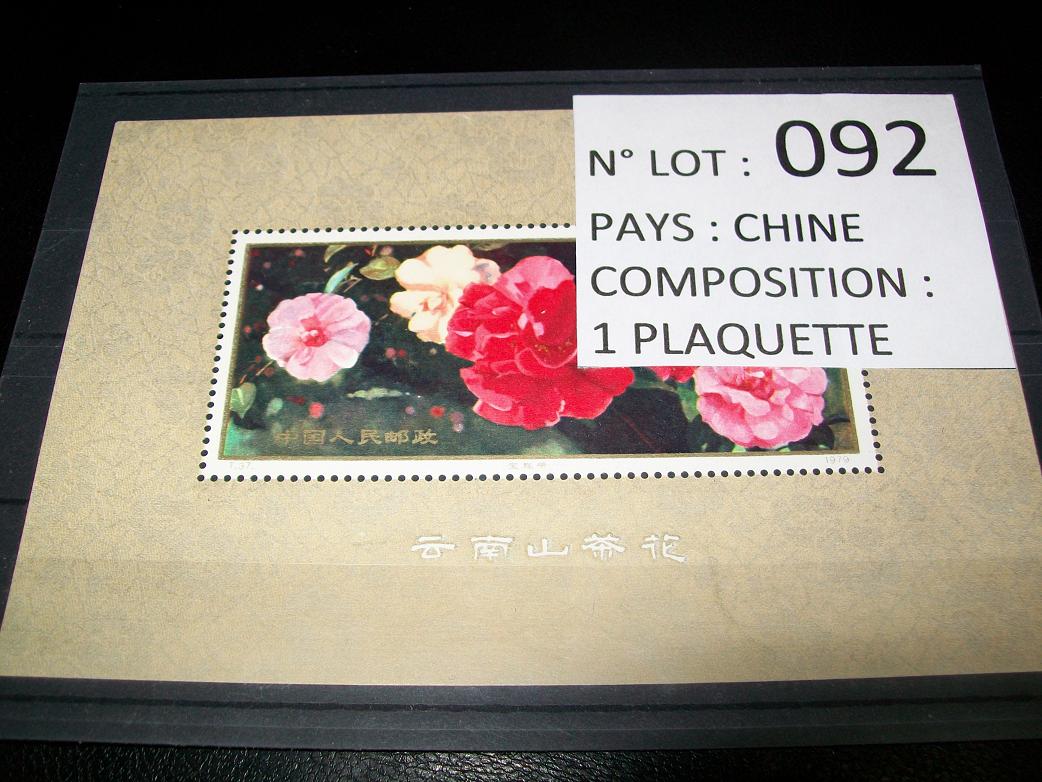 N° LOT : 092
PAYS : CHINE
COMPOSITION :
1 PLAQUETTE
中国人民邮政
T.37. 1979
云南山茶花